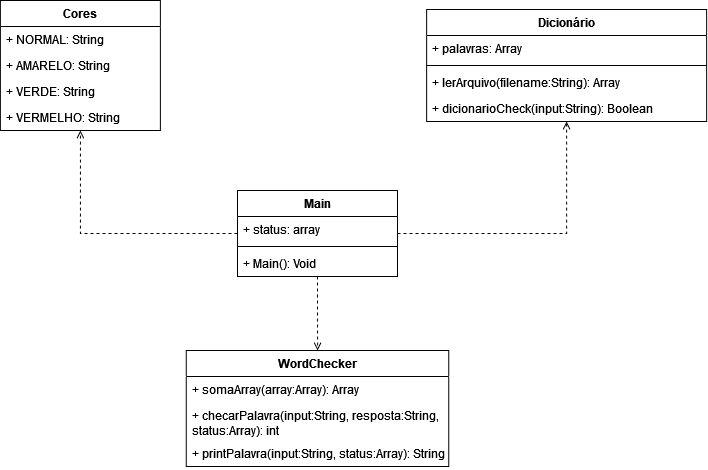 Cores
+ NORMAL: String
+ AMARELO: String
+ VERDE: String
+ VERMELHO: String
Dicionário
+ palavras: Array
+ lerArquivo(filename:String): Array
+ dicionarioCheck(input:String): Boolean
Main
+ status: array
+ Main(): Void
WordChecker
+ somaArray(array:Array): Array
+ checarPalavra(input:String, resposta:String,
status:Array): int
+ printPalavra(input:String, status:Array): String